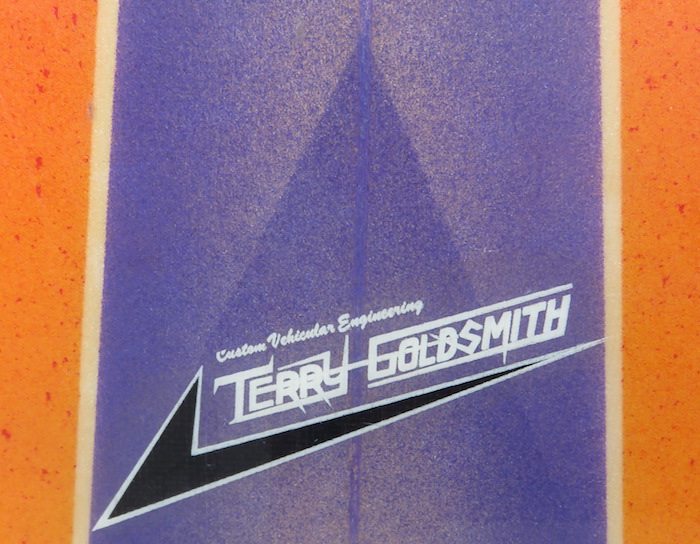 Custom Vehicular Engineering
TERRY GOLDSMITH